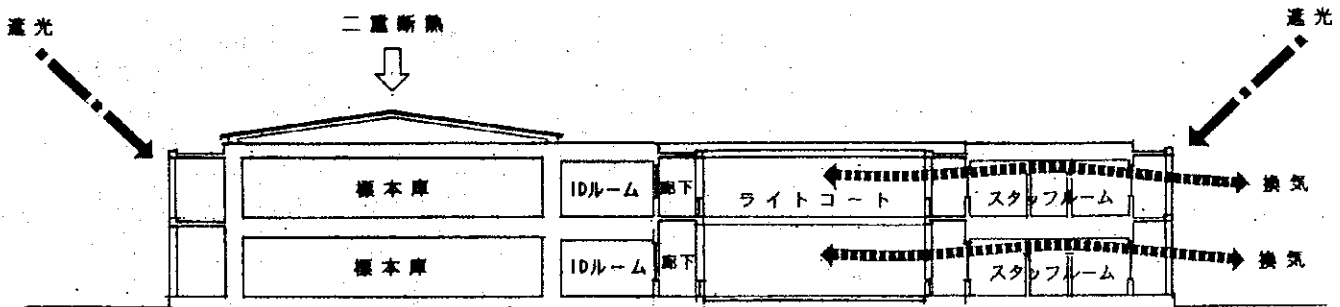 遮光
二重断熱
遮光
標本庫 IDルーム 廊下 ライトコート スタッフルーム 換気
標本庫 IDルーム 廊下 スタッフルーム 換気